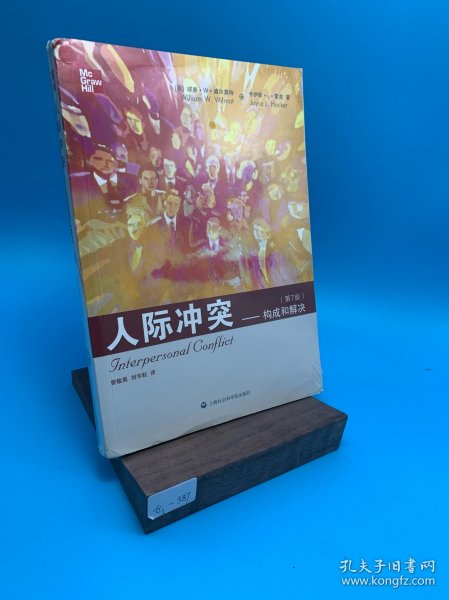 Mc
Graw
Hill
[美] 威廉·W·威尔莫特
William W. Wilmot
乔伊斯·L·霍克 著
Joyce L. Hocker
（第7版）
人际冲突——构成和解决
Interpersonal Conflict
曾敏昊 刘宇耘 译
上海社会科学院出版社
孔夫子旧书网
www.kongfz.com